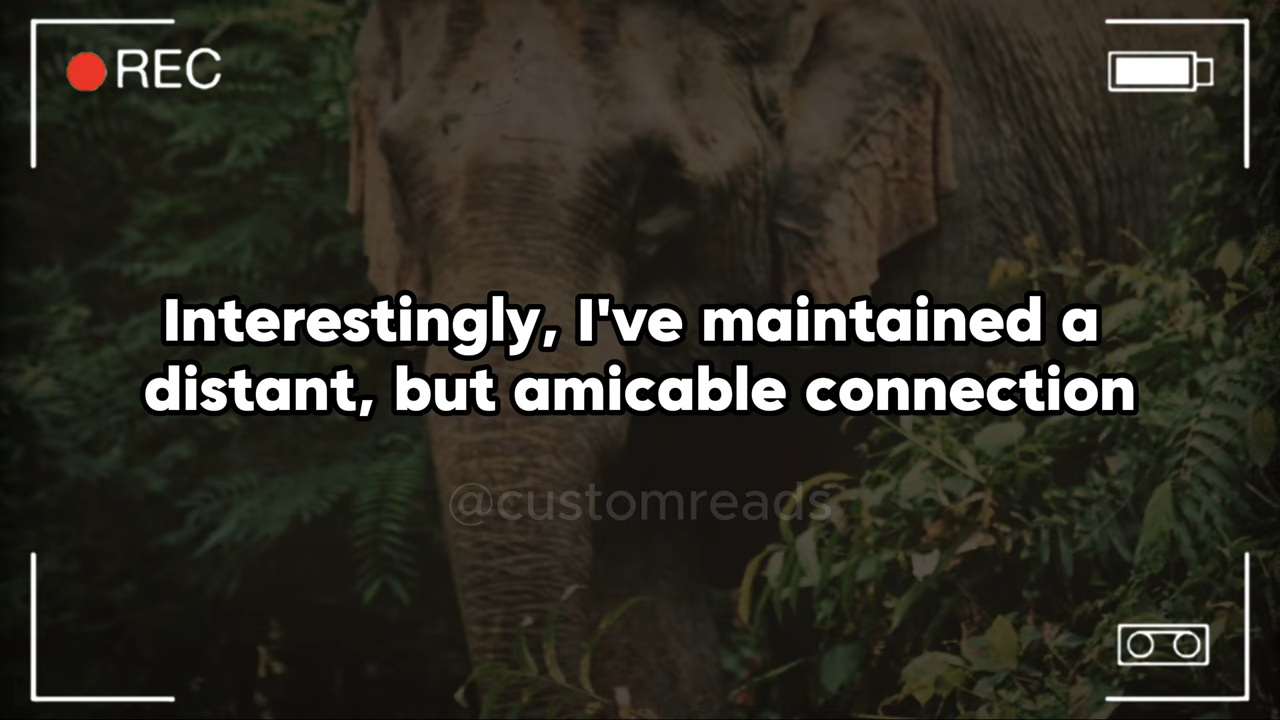 REC
Interestingly, I've maintained a
distant, but amicable connection
@customreads